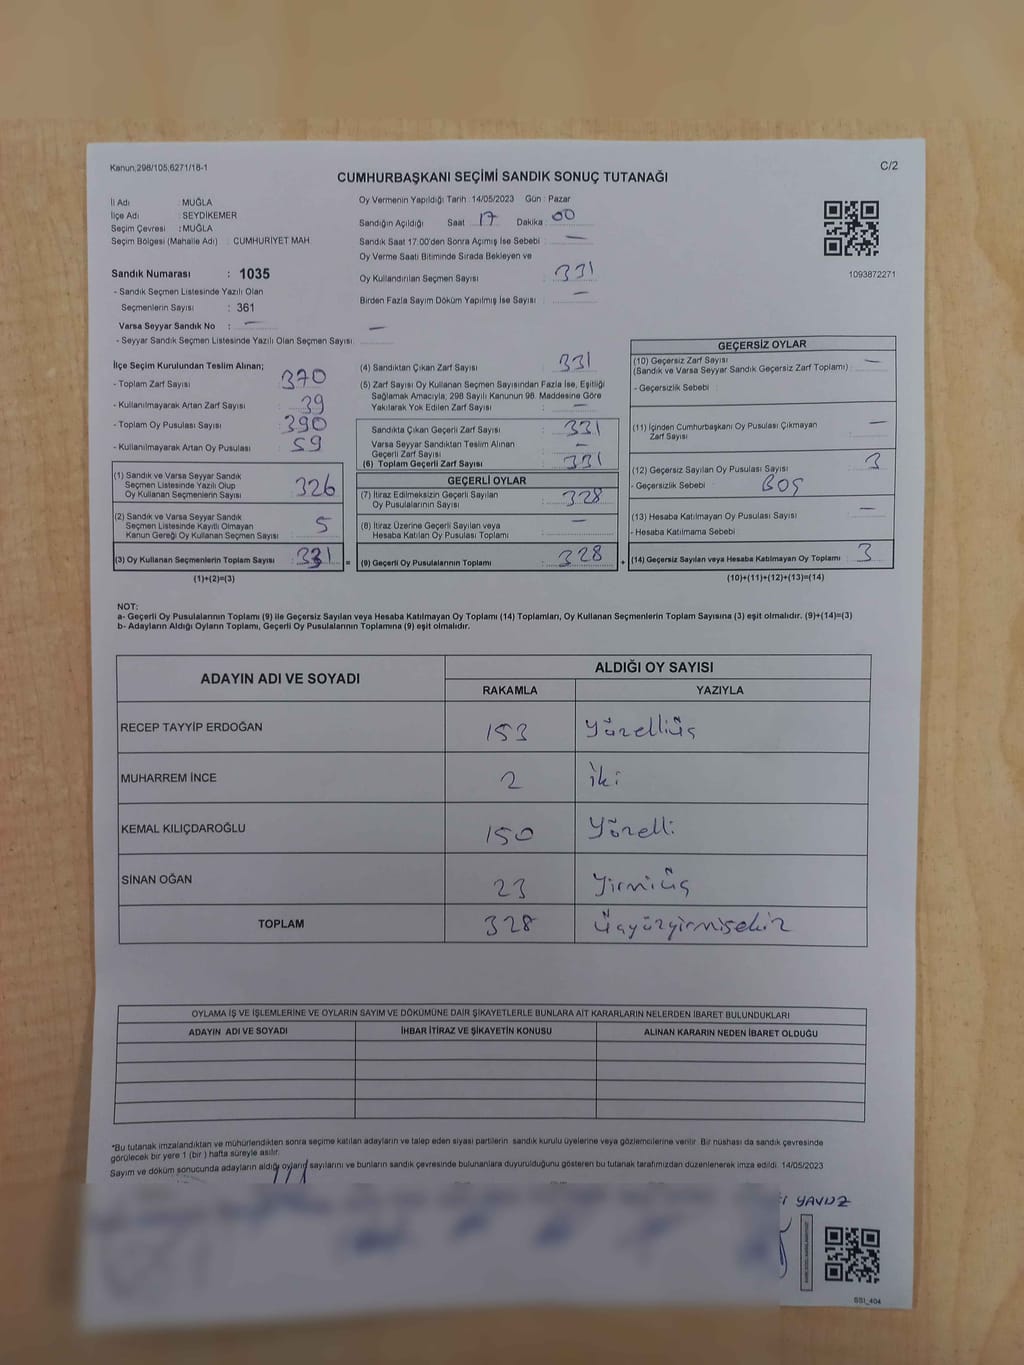 Kanun,298/105,6271/18-1
C/2
CUMHURBAŞKANI SEÇİMİ SANDIK SONUÇ TUTANAĞI
İl Adı : MUĞLA
İlçe Adı : SEYDİKEMER
Seçim Çevresi : MUĞLA
Seçim Bölgesi (Mahalle Adı) : CUMHURİYET MAH.
Sandık Numarası : 1035
- Sandık Seçmen Listesinde Yazılı Olan
Seçmenlerin Sayısı : 361
Varsa Seyyar Sandık No : —
- Seyyar Sandık Seçmen Listesinde Yazılı Olan Seçmen Sayısı: —
Oy Vermenin Yapıldığı Tarih : 14/05/2023 Gün : Pazar
Sandığın Açıldığı Saat : 17 Dakika : 00
Sandık Saat 17.00'den Sonra Açımış İse Sebebi : —
Oy Verme Saati Bitiminde Sırada Bekleyen ve
Oy Kullandırılan Seçmen Sayısı : 331
Birden Fazla Sayım Döküm Yapılmış İse Sayısı : —
1093872271
İlçe Seçim Kurulundan Teslim Alınan;
- Toplam Zarf Sayısı : 370
- Kullanılmayarak Artan Zarf Sayısı : 39
- Toplam Oy Pusulası Sayısı : 390
- Kullanılmayarak Artan Oy Pusulası : 59
(1) Sandık ve Varsa Seyyar Sandık
Seçmen Listesinde Yazılı Olup
Oy Kullanan Seçmenlerin Sayısı : 326
(2) Sandık ve Varsa Seyyar Sandık
Seçmen Listesinde Kayıtlı Olmayan
Kanun Gereği Oy Kullanan Seçmen Sayısı : 5
(3) Oy Kullanan Seçmenlerin Toplam Sayısı : 331
(1)+(2)=(3)
(4) Sandıktan Çıkan Zarf Sayısı : 331
(5) Zarf Sayısı Oy Kullanan Seçmen Sayısından Fazla İse, Eşitliği
Sağlamak Amacıyla; 298 Sayılı Kanunun 98. Maddesine Göre
Yakılarak Yok Edilen Zarf Sayısı : —
Sandıkta Çıkan Geçerli Zarf Sayısı : 331
Varsa Seyyar Sandıktan Teslim Alınan
Geçerli Zarf Sayısı : —
(6) Toplam Geçerli Zarf Sayısı : 331
GEÇERLİ OYLAR
(7) İtiraz Edilmeksizin Geçerli Sayılan
Oy Pusulalarının Sayısı : 328
(8) İtiraz Üzerine Geçerli Sayılan veya
Hesaba Katılan Oy Pusulası Toplamı : —
= (9) Geçerli Oy Pusulalarının Toplamı : 328 +
GEÇERSİZ OYLAR
(10) Geçersiz Zarf Sayısı
(Sandık ve Varsa Seyyar Sandık Geçersiz Zarf Toplamı) : —
- Geçersizlik Sebebi :
(11) İçinden Cumhurbaşkanı Oy Pusulası Çıkmayan
Zarf Sayısı : —
(12) Geçersiz Sayılan Oy Pusulası Sayısı : 3
- Geçersizlik Sebebi : BOŞ
(13) Hesaba Katılmayan Oy Pusulası Sayısı : —
- Hesaba Katılmama Sebebi :
(14) Geçersiz Sayılan veya Hesaba Katılmayan Oy Toplamı : 3
(10)+(11)+(12)+(13)=(14)
NOT:
a- Geçerli Oy Pusulalarının Toplamı (9) ile Geçersiz Sayılan veya Hesaba Katılmayan Oy Toplamı (14) Toplamları, Oy Kullanan Seçmenlerin Toplam Sayısına (3) eşit olmalıdır. (9)+(14)=(3)
b- Adayların Aldığı Oyların Toplamı, Geçerli Oy Pusulalarının Toplamına (9) eşit olmalıdır.
ADAYIN ADI VE SOYADI ALDIĞI OY SAYISI
RAKAMLA YAZIYLA
RECEP TAYYİP ERDOĞAN 153 Yüzelliüç
MUHARREM İNCE 2 iki
KEMAL KILIÇDAROĞLU 150 Yüzelli
SİNAN OĞAN 23 Yirmiüç
TOPLAM 328 Üçyüzyirmisekiz
OYLAMA İŞ VE İŞLEMLERİNE VE OYLARIN SAYIM VE DÖKÜMÜNE DAİR ŞİKAYETLERLE BUNLARA AİT KARARLARIN NELERDEN İBARET BULUNDUKLARI
ADAYIN ADI VE SOYADI İHBAR İTİRAZ VE ŞİKAYETİN KONUSU ALINAN KARARIN NEDEN İBARET OLDUĞU
*Bu tutanak imzalandıktan ve mühürlendikten sonra seçime katılan adayların ve talep eden siyasi partilerin sandık kurulu üyelerine veya gözlemcilerine verilir. Bir nüshası da sandık çevresinde
görülecek bir yere 1 (bir) hafta süreyle asılır.
Sayım ve döküm sonucunda adayların aldığı oyların sayılarını ve bunların sandık çevresinde bulunanlara duyurulduğunu gösteren bu tutanak tarafımızdan düzenlenerek imza edildi. 14/05/2023
YAVUZ
SSI_404